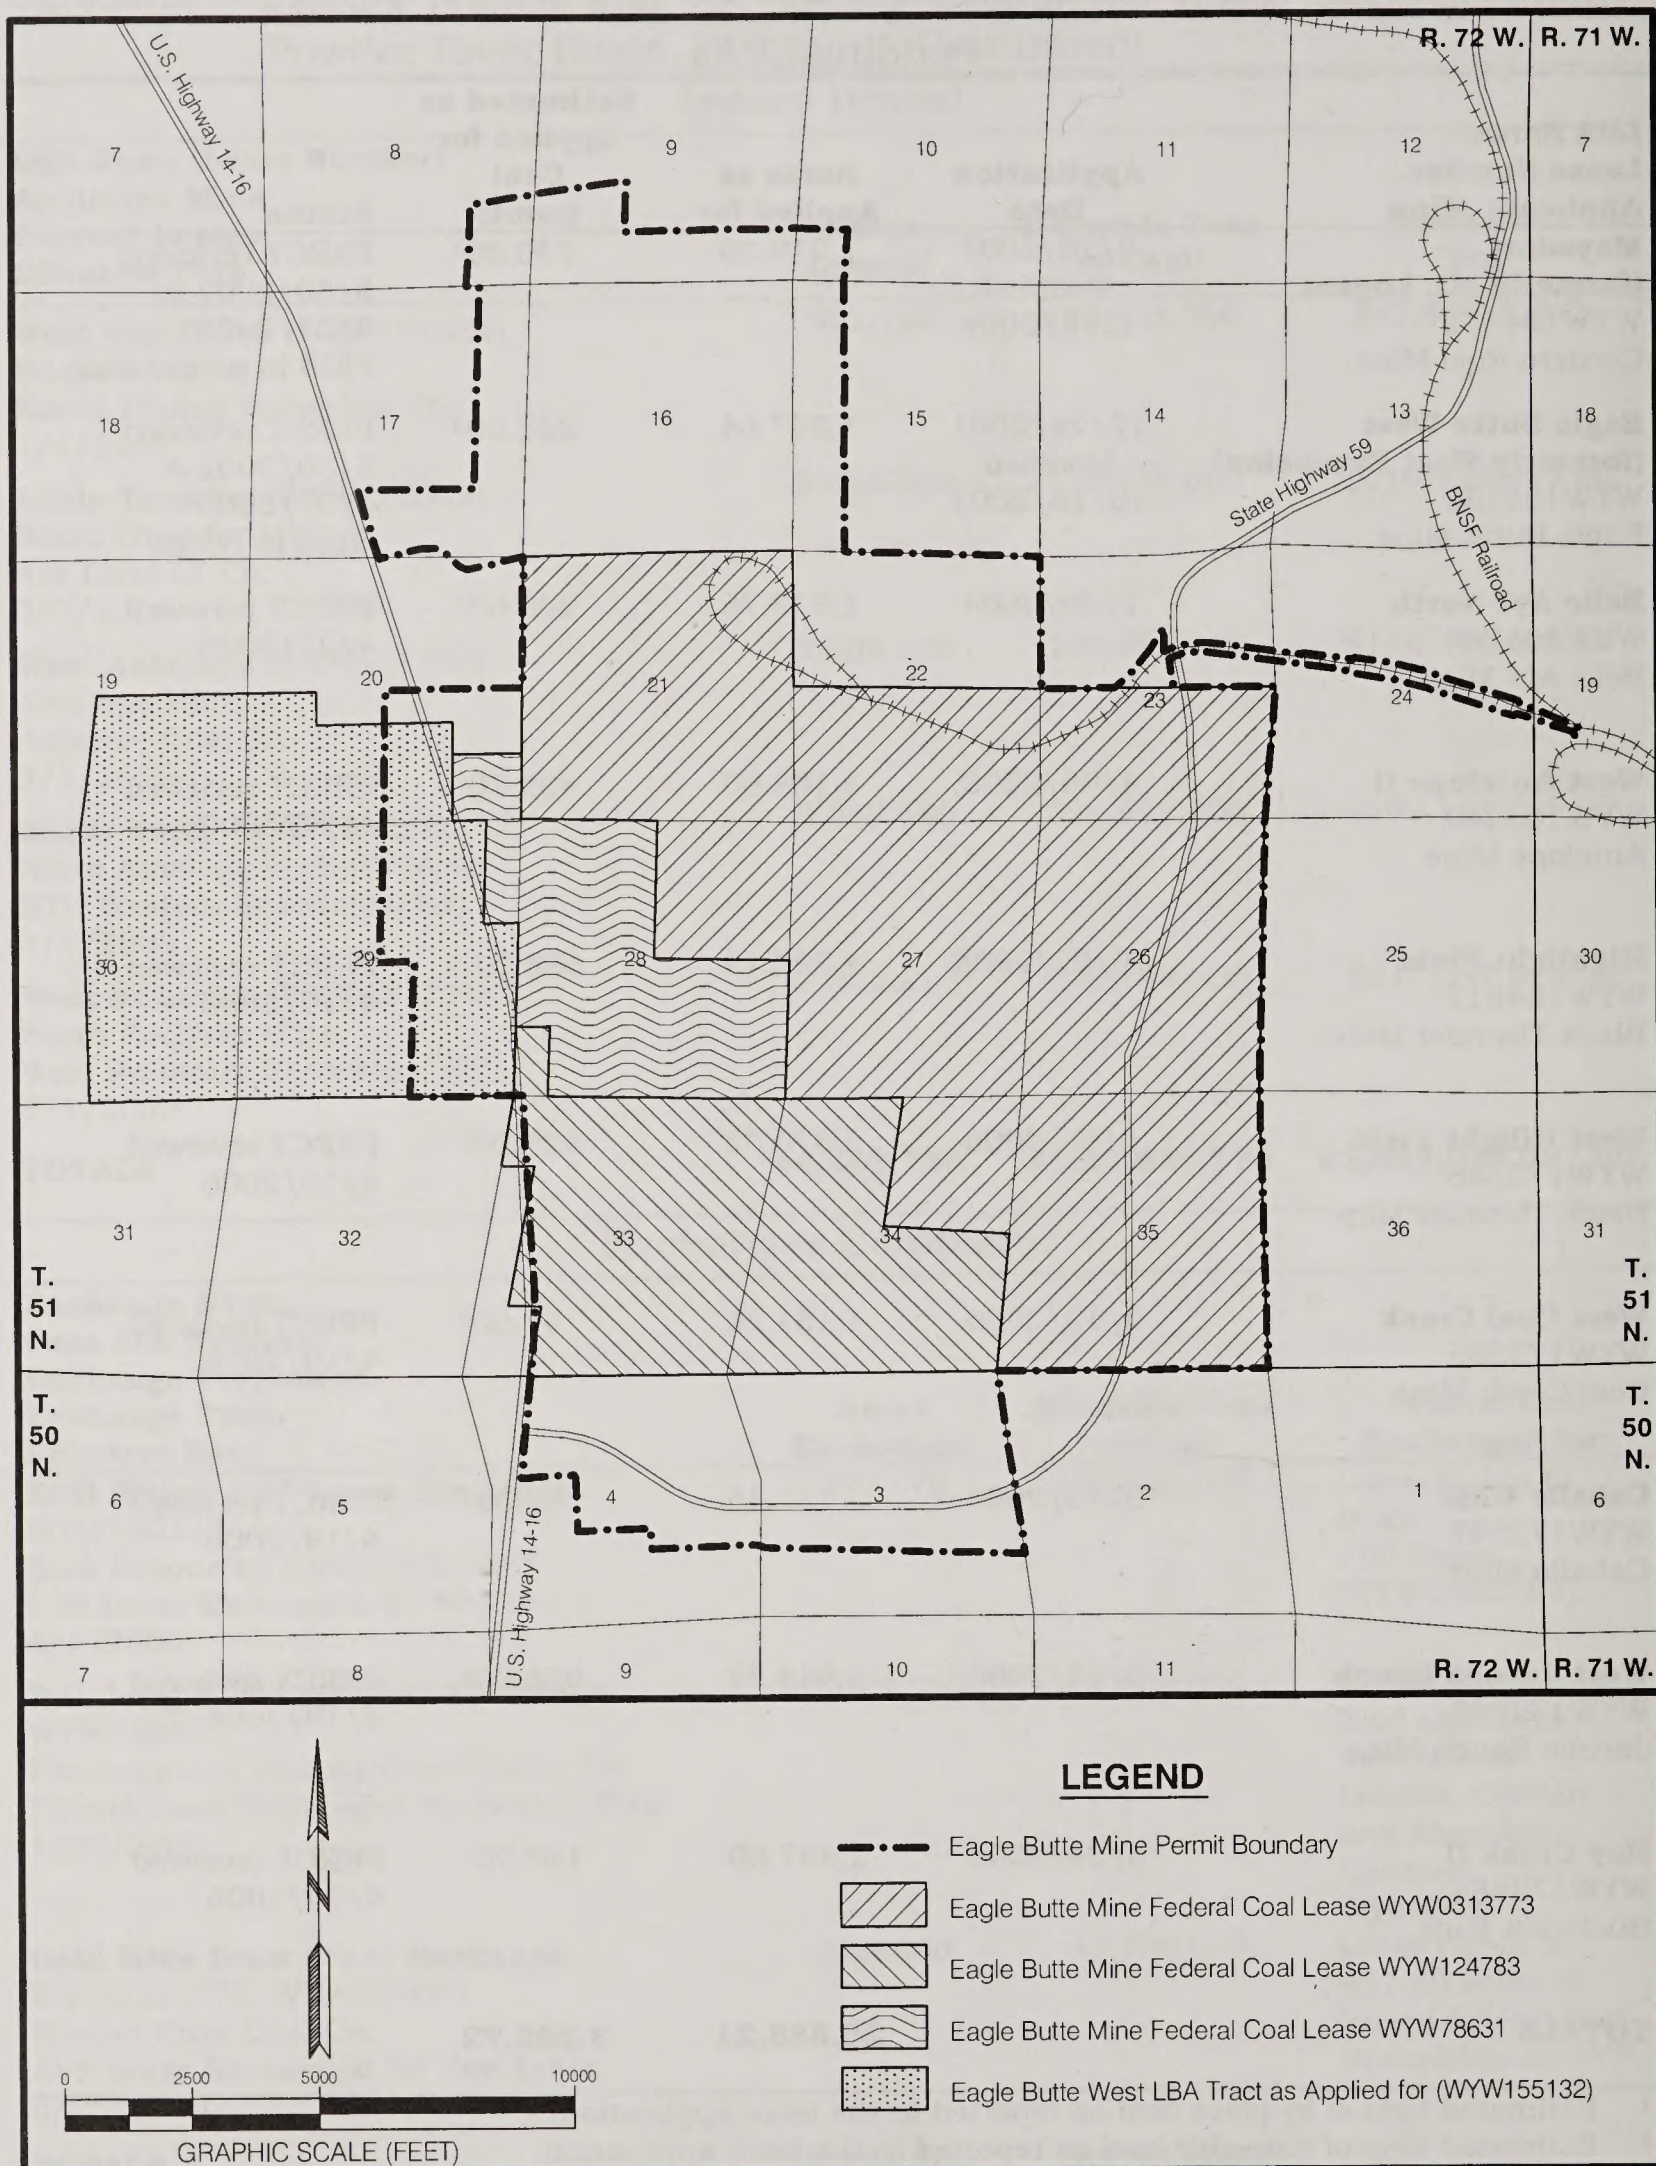 R. 72 W. R. 71 W.
U.S. Highway 14-16
7 8 9 10 11 12 7
18 17 16 15 14 13 18
State Highway 59
BNSF Railroad
19 20 21 22 23 24 19
30 29 28 27 26 25 30
31 32 33 34 35 36 31
T.
51
N.
T.
51
N.
T.
50
N.
T.
50
N.
6 5 4 3 2 1 6
U.S. Highway 14-16
7 8 9 10 11
R. 72 W. R. 71 W.
LEGEND
Eagle Butte Mine Permit Boundary
Eagle Butte Mine Federal Coal Lease WYW0313773
Eagle Butte Mine Federal Coal Lease WYW124783
Eagle Butte Mine Federal Coal Lease WYW78631
Eagle Butte West LBA Tract as Applied for (WYW155132)
N
0 2500 5000 10000
GRAPHIC SCALE (FEET)